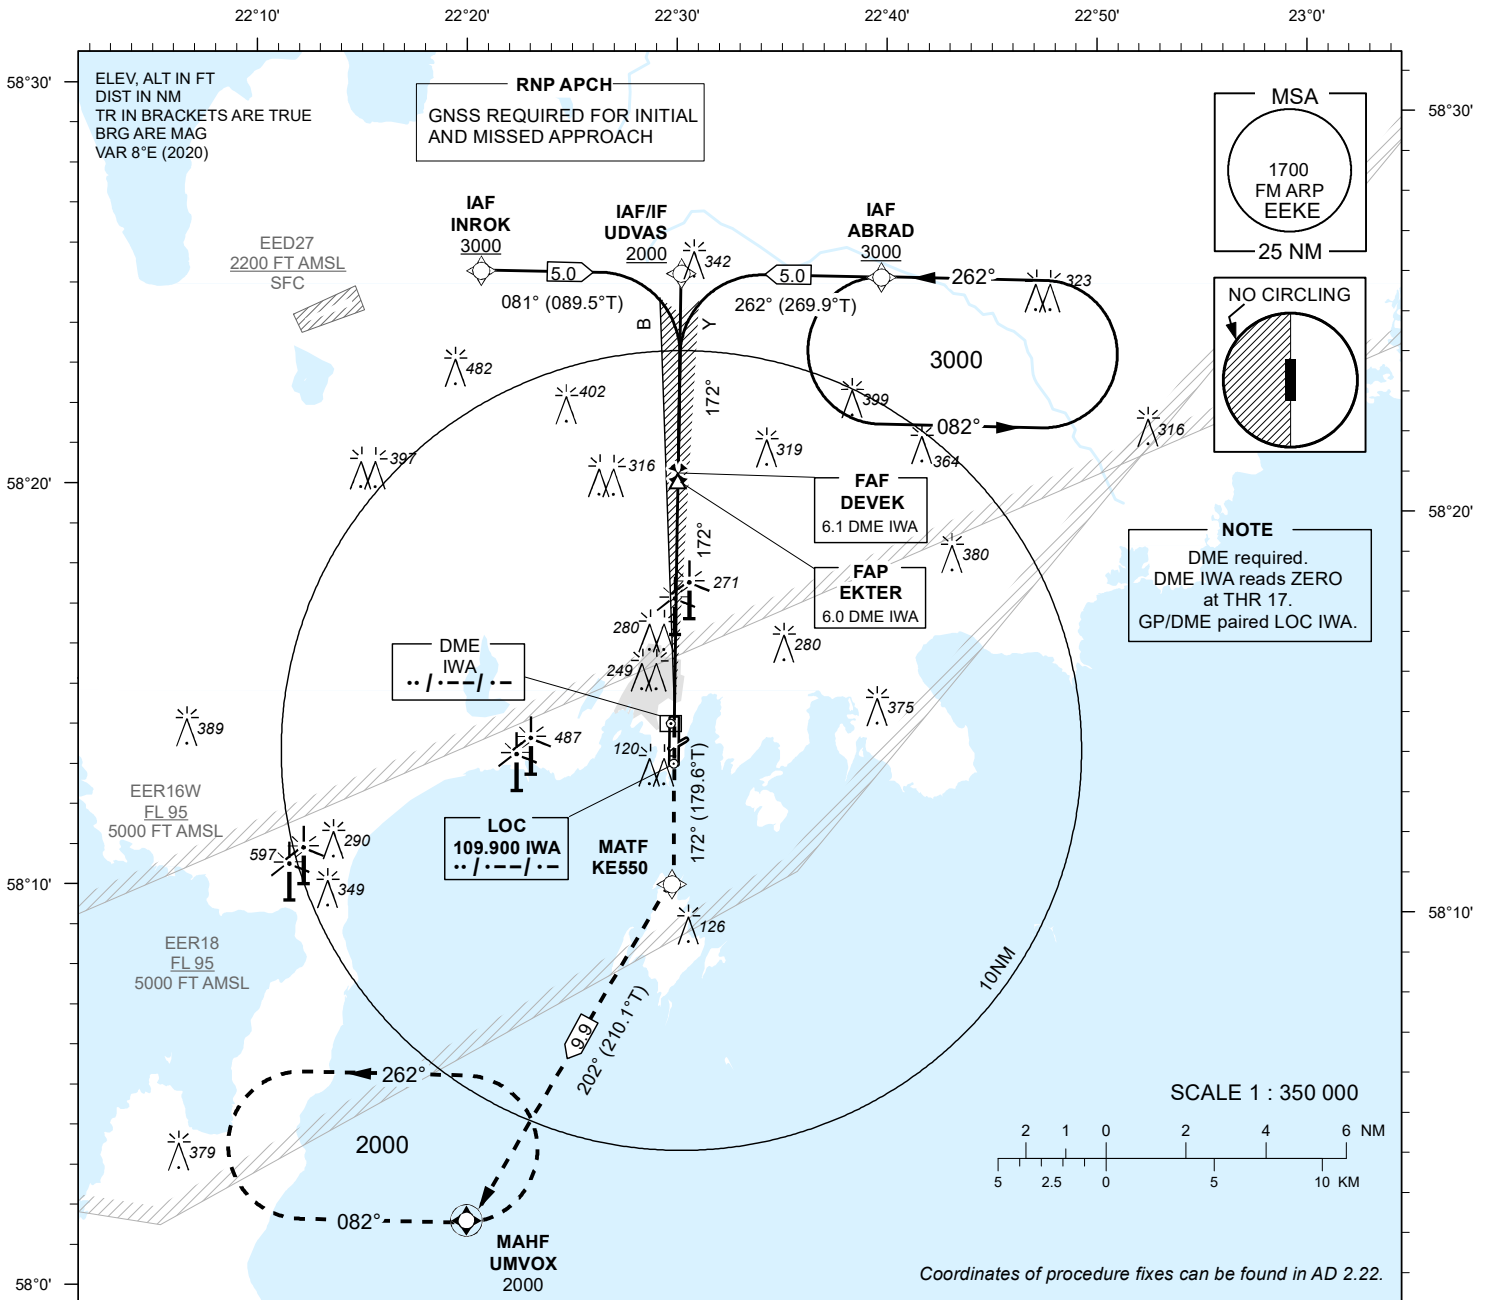 22°10'
22°20'
22°30'
22°40'
22°50'
23°0'
58°30'
58°30'
ELEV, ALT IN FT
DIST IN NM
TR IN BRACKETS ARE TRUE
BRG ARE MAG
VAR 8°E (2020)
RNP APCH
GNSS REQUIRED FOR INITIAL
AND MISSED APPROACH
MSA
1700
FM ARP
EEKE
25 NM
IAF
INROK
3000
IAF/IF
UDVAS
2000
IAF
ABRAD
3000
342
EED27
2200 FT AMSL
SFC
5.0
081° (089.5°T)
5.0
262° (269.9°T)
262°
323
NO CIRCLING
B
Y
3000
482
402
172°
399
082°
316
319
364
397
316
58°20'
58°20'
FAF
DEVEK
6.1 DME IWA
172°
380
FAP
EKTER
6.0 DME IWA
NOTE
DME required.
DME IWA reads ZERO
at THR 17.
GP/DME paired LOC IWA.
271
280
280
DME
IWA
··/·−−/·−
249
375
389
487
120
172° (179.6°T)
EER16W
FL 95
5000 FT AMSL
LOC
109.900 IWA
··/·−−/·−
290
597
349
MATF
KE550
58°10'
58°10'
126
EER18
FL 95
5000 FT AMSL
10NM
9.9
202° (210.1°T)
262°
2000
379
082°
SCALE 1 : 350 000
2 1 0 2 4 6 NM
5 2.5 0 5 10 KM
MAHF
UMVOX
2000
58°0'
Coordinates of procedure fixes can be found in AD 2.22.